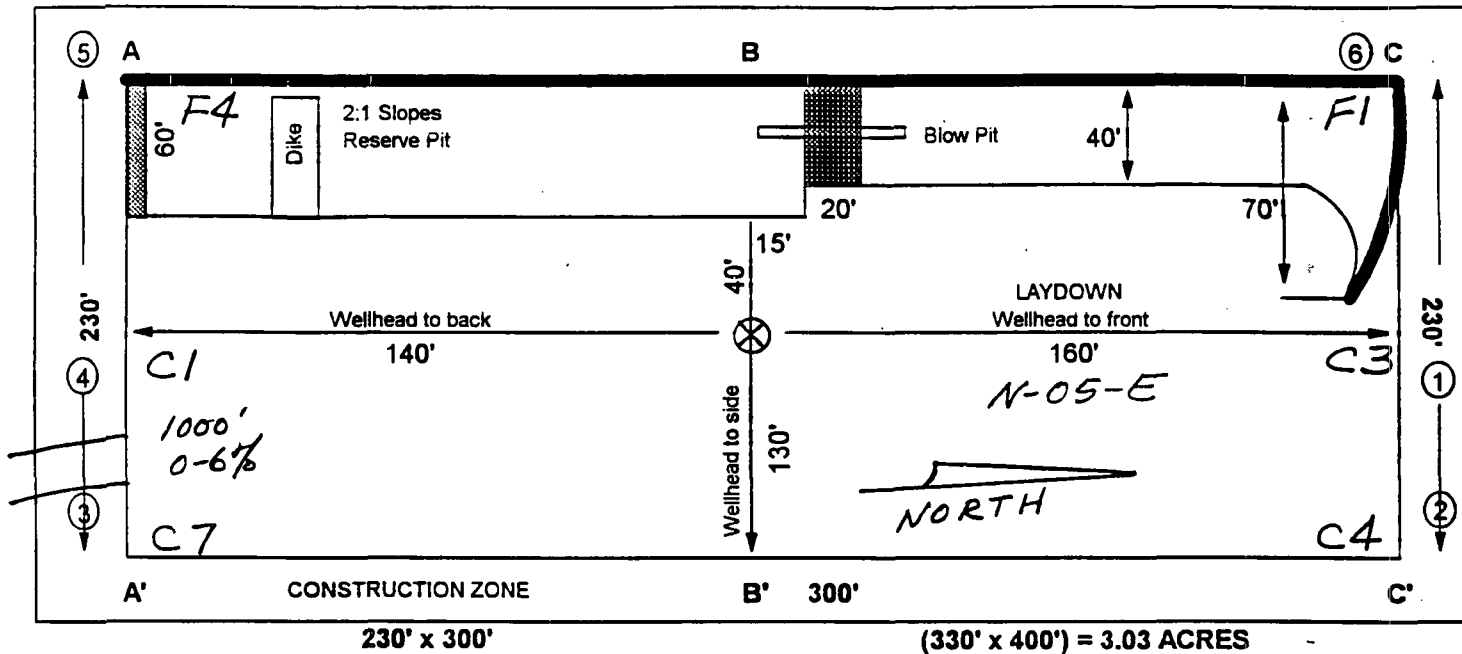 5 A B 6 C
F4 2:1 Slopes F1
60' Dike Reserve Pit Blow Pit 40'
20' 70'
15'
40' LAYDOWN
230' Wellhead to back Wellhead to front 230'
140' 160'
4 C1 C3 1
1000' N-05-E
0-6% Wellhead to side 130'
3 NORTH 2
C7 C4
A' CONSTRUCTION ZONE B' 300' C'
230' x 300' (330' x 400') = 3.03 ACRES